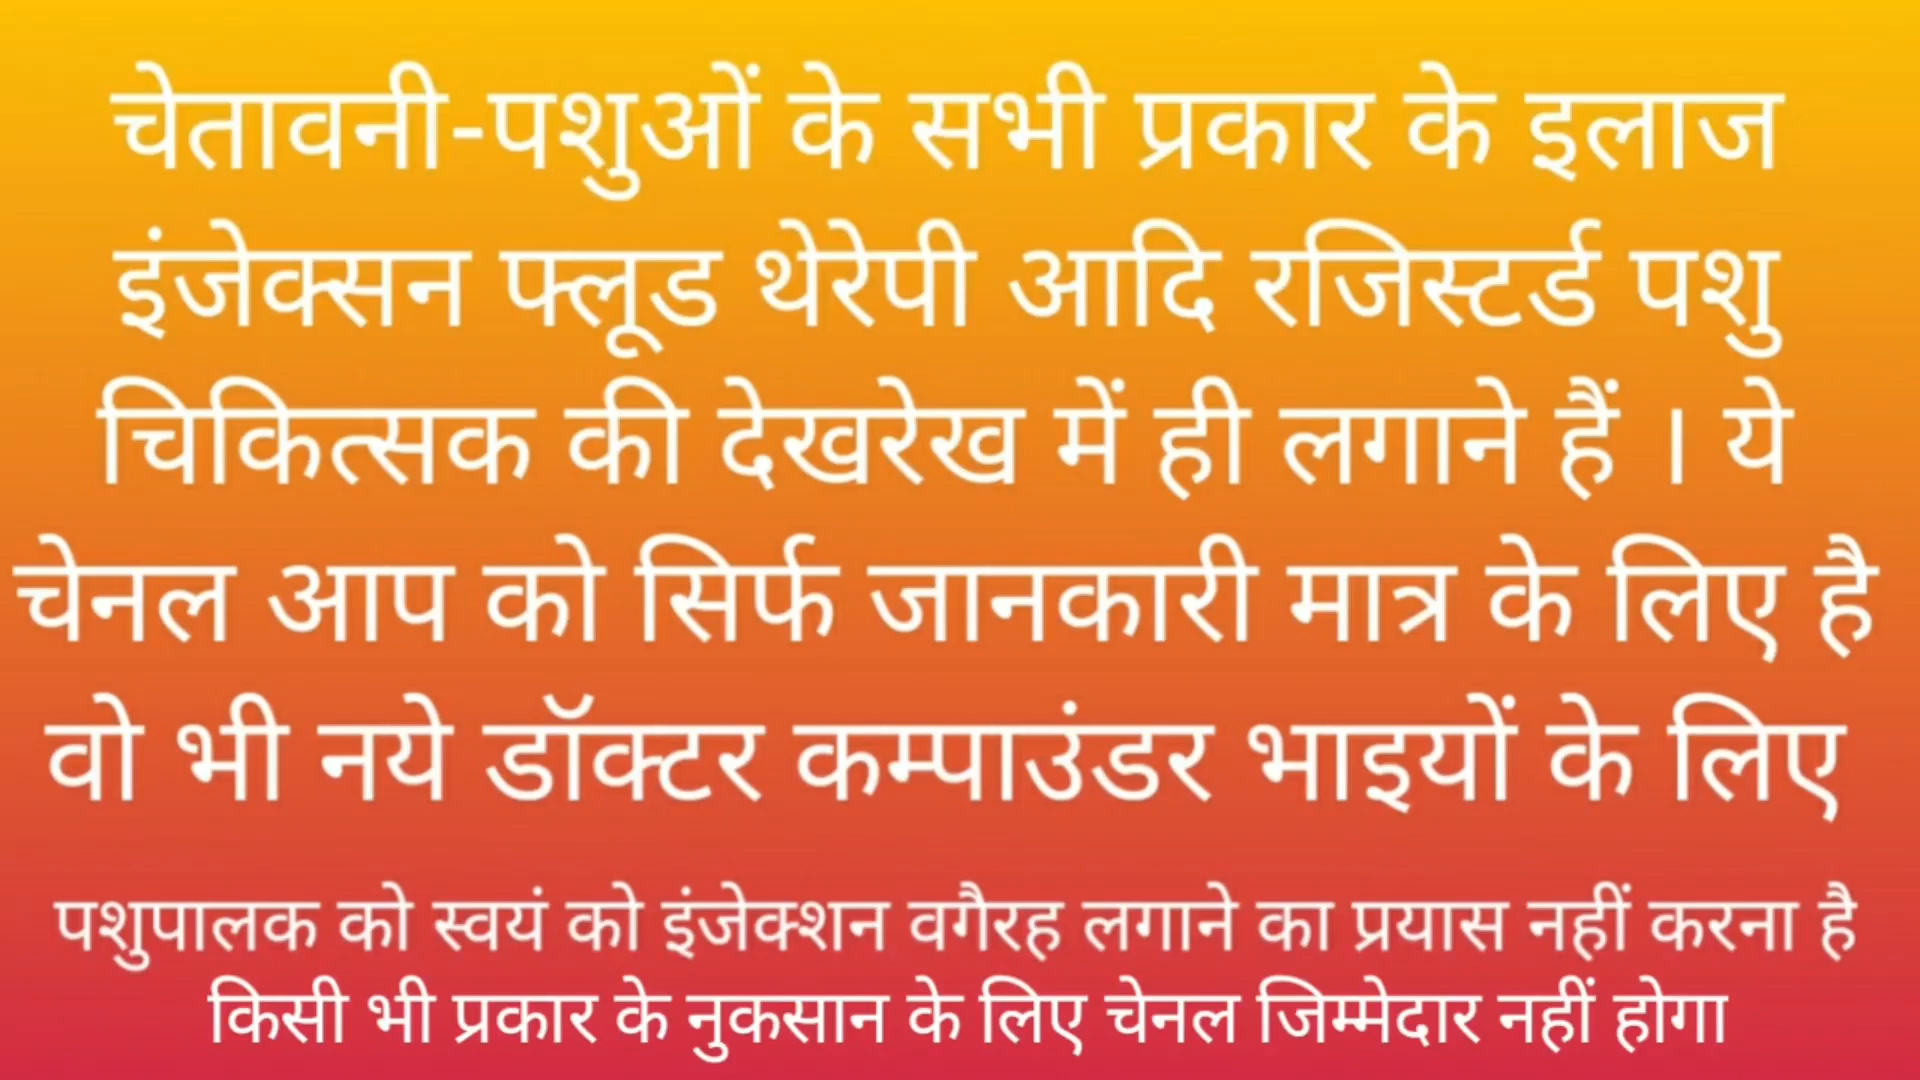 चेतावनी-पशुओं के सभी प्रकार के इलाज
इंजेक्सन फ्लूड थेरेपी आदि रजिस्टर्ड पशु
चिकित्सक की देखरेख में ही लगाने हैं । ये
चेनल आप को सिर्फ जानकारी मात्र के लिए है
वो भी नये डॉक्टर कम्पाउंडर भाइयों के लिए
पशुपालक को स्वयं को इंजेक्शन वगैरह लगाने का प्रयास नहीं करना है
किसी भी प्रकार के नुकसान के लिए चेनल जिम्मेदार नहीं होगा